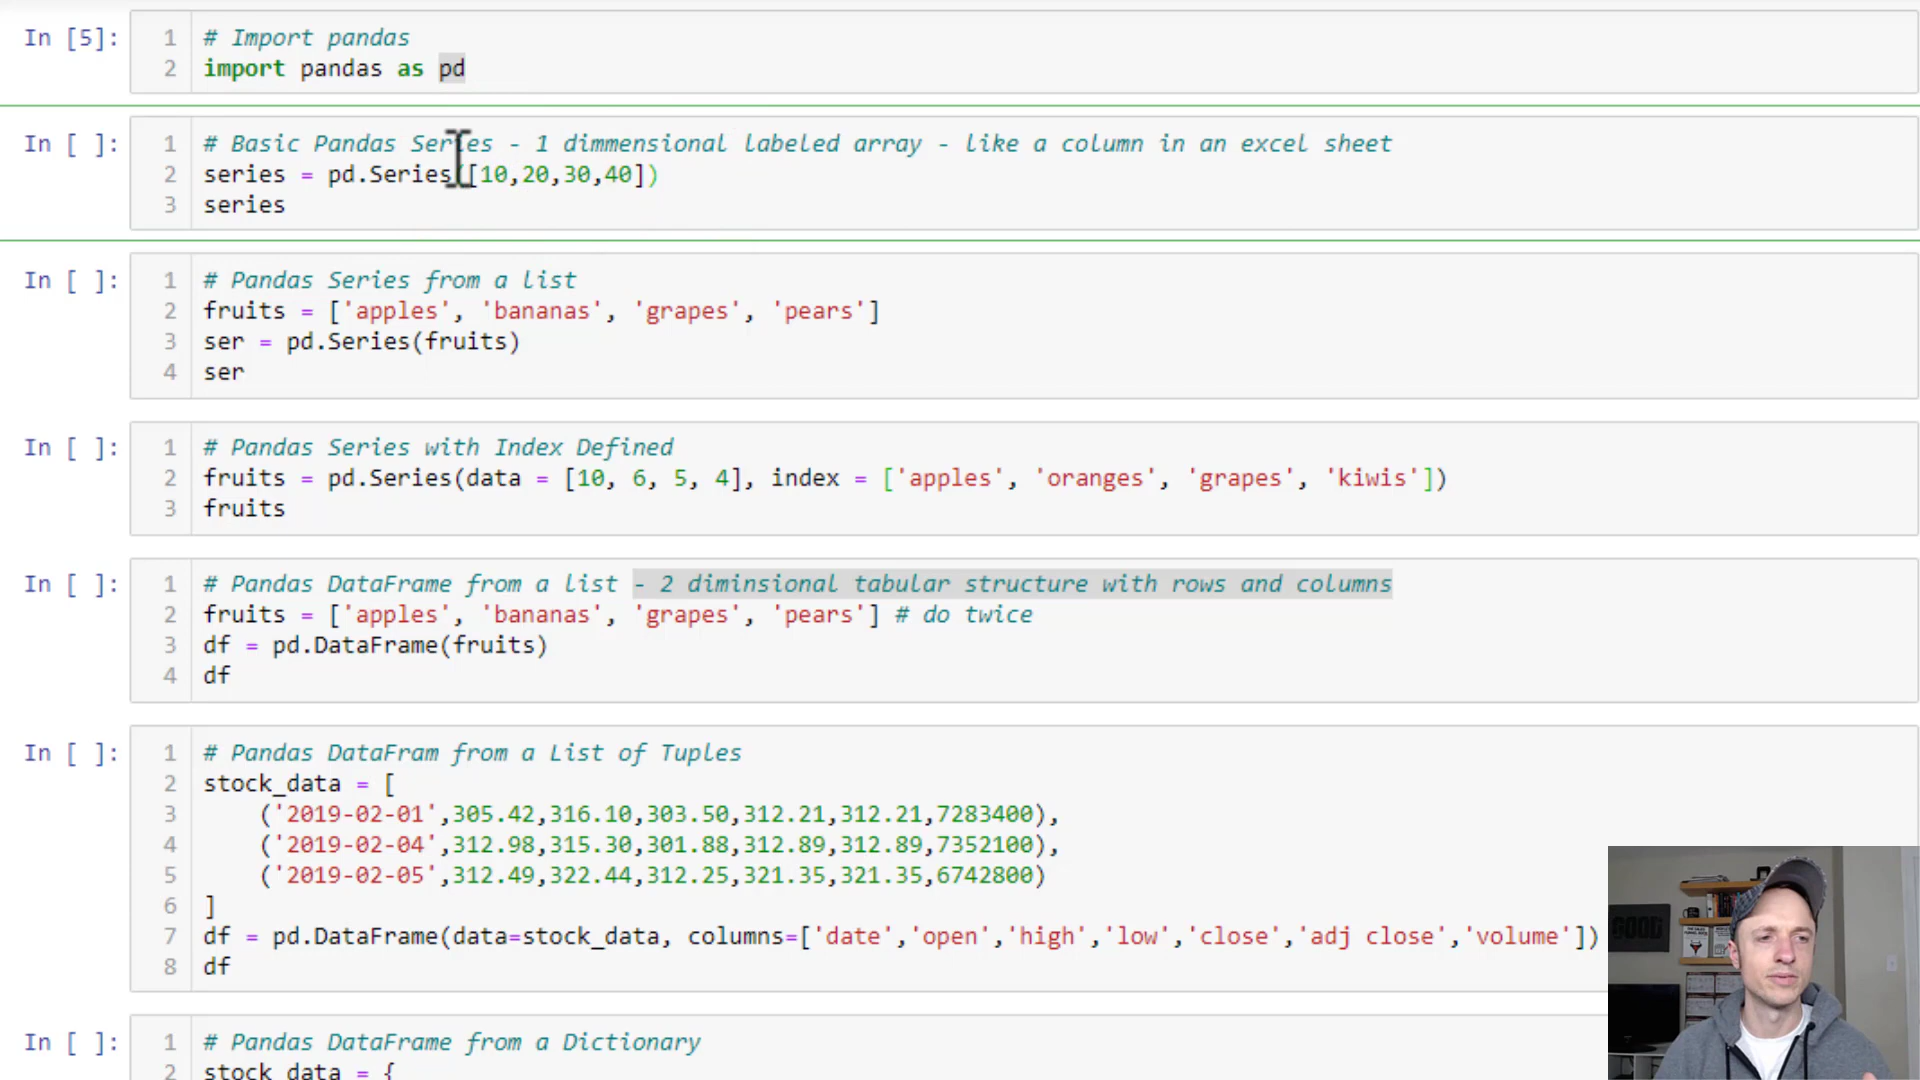 In [5]:
1 # Import pandas
2 import pandas as pd
In [ ]:
1 # Basic Pandas Series - 1 dimmensional labeled array - like a column in an excel sheet
2 series = pd.Series([10,20,30,40])
3 series
In [ ]:
1 # Pandas Series from a list
2 fruits = ['apples', 'bananas', 'grapes', 'pears']
3 ser = pd.Series(fruits)
4 ser
In [ ]:
1 # Pandas Series with Index Defined
2 fruits = pd.Series(data = [10, 6, 5, 4], index = ['apples', 'oranges', 'grapes', 'kiwis'])
3 fruits
In [ ]:
1 # Pandas DataFrame from a list - 2 diminsional tabular structure with rows and columns
2 fruits = ['apples', 'bananas', 'grapes', 'pears'] # do twice
3 df = pd.DataFrame(fruits)
4 df
In [ ]:
1 # Pandas DataFram from a List of Tuples
2 stock_data = [
3     ('2019-02-01',305.42,316.10,303.50,312.21,312.21,7283400),
4     ('2019-02-04',312.98,315.30,301.88,312.89,312.89,7352100),
5     ('2019-02-05',312.49,322.44,312.25,321.35,321.35,6742800)
6 ]
7 df = pd.DataFrame(data=stock_data, columns=['date','open','high','low','close','adj close','volume'])
8 df
In [ ]:
1 # Pandas DataFrame from a Dictionary
2 stock_data = {
GOOD